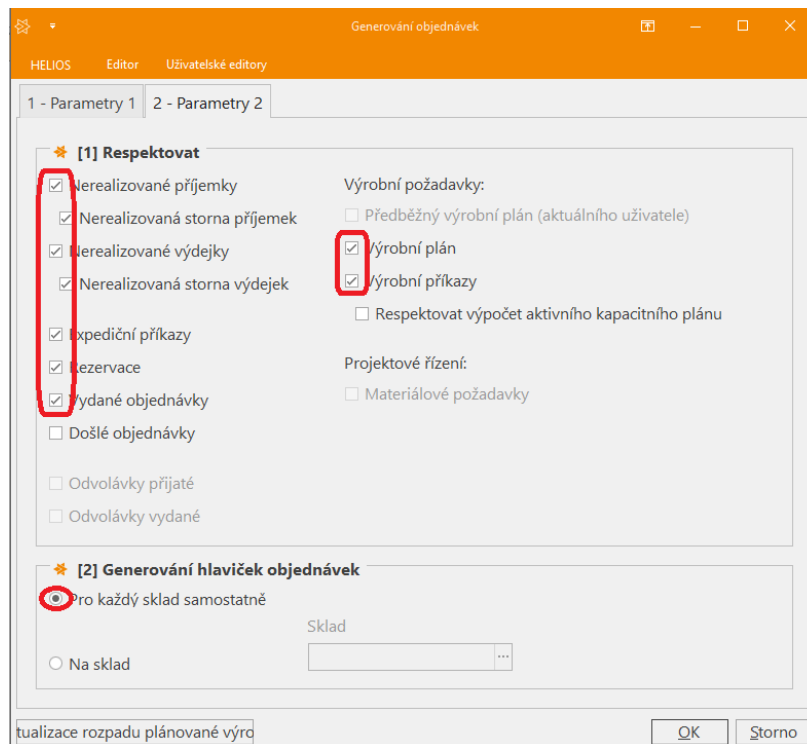 Generování objednávek
HELIOS Editor Uživatelské editory
1 - Parametry 1 2 - Parametry 2
[1] Respektovat
Nerealizované příjemky
Nerealizovaná storna příjemek
Nerealizované výdejky
Nerealizovaná storna výdejek
Expediční příkazy
Rezervace
Vydané objednávky
Došlé objednávky
Odvolávky přijaté
Odvolávky vydané
Výrobní požadavky:
Předběžný výrobní plán (aktuálního uživatele)
Výrobní plán
Výrobní příkazy
Respektovat výpočet aktivního kapacitního plánu
Projektové řízení:
Materiálové požadavky
[2] Generování hlaviček objednávek
Pro každý sklad samostatně
Sklad
Na sklad
...
tualizace rozpadu plánované výro
OK Storno